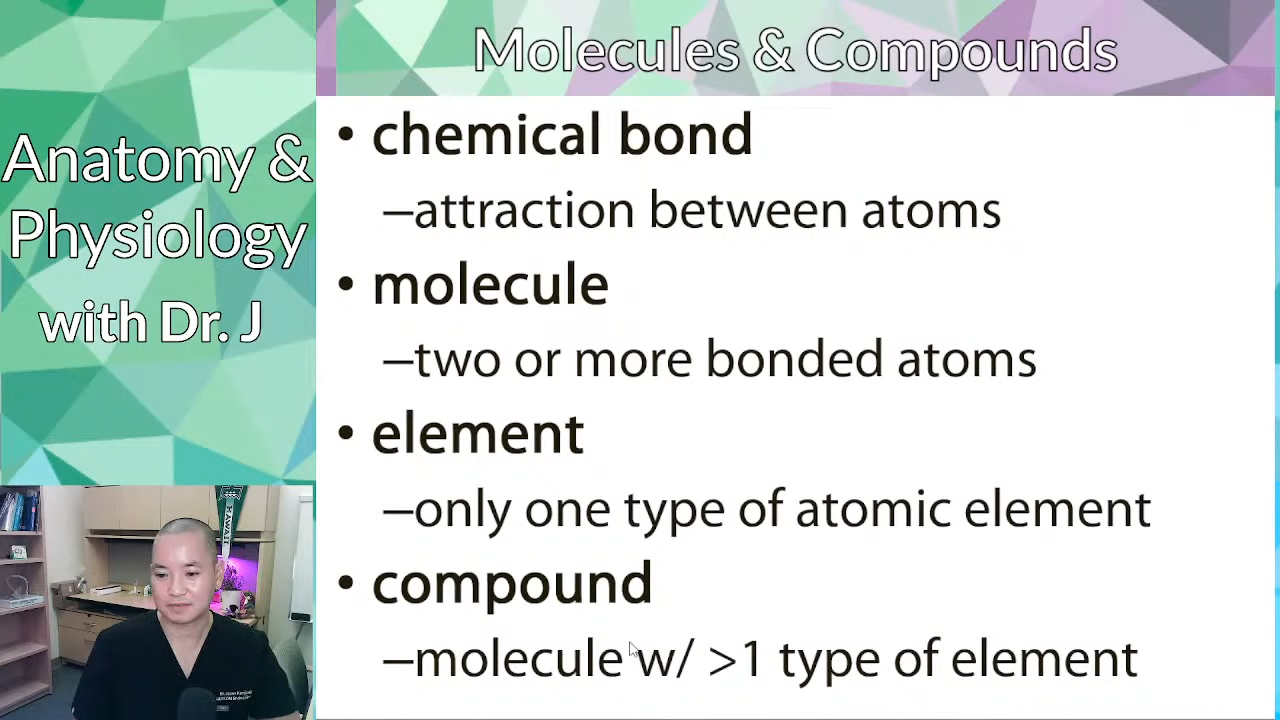 Molecules & Compounds
Anatomy &
Physiology
with Dr. J
• chemical bond
–attraction between atoms
• molecule
–two or more bonded atoms
• element
–only one type of atomic element
• compound
–molecule w/ >1 type of element
HAWAII